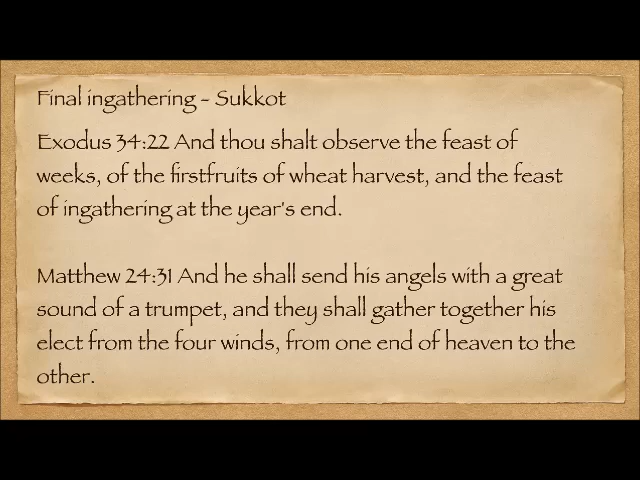 Final ingathering - Sukkot
Exodus 34:22 And thou shalt observe the feast of
weeks, of the firstfruits of wheat harvest, and the feast
of ingathering at the year's end.
Matthew 24:31 And he shall send his angels with a great
sound of a trumpet, and they shall gather together his
elect from the four winds, from one end of heaven to the
other.